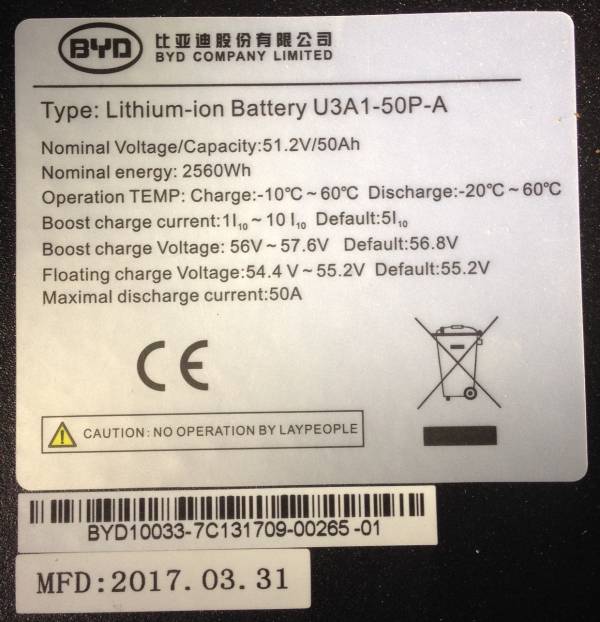 BYD 比亚迪股份有限公司
BYD COMPANY LIMITED
Type: Lithium-ion Battery U3A1-50P-A
Nominal Voltage/Capacity:51.2V/50Ah
Nominal energy: 2560Wh
Operation TEMP: Charge:-10℃~60℃ Discharge:-20℃~60℃
Boost charge current:1I₁₀~10 I₁₀ Default:5I₁₀
Boost charge Voltage: 56V~57.6V Default:56.8V
Floating charge Voltage:54.4 V~55.2V Default:55.2V
Maximal discharge current:50A
CE
CAUTION: NO OPERATION BY LAYPEOPLE
BYD10033-7C131709-00265-01
MFD:2017.03.31